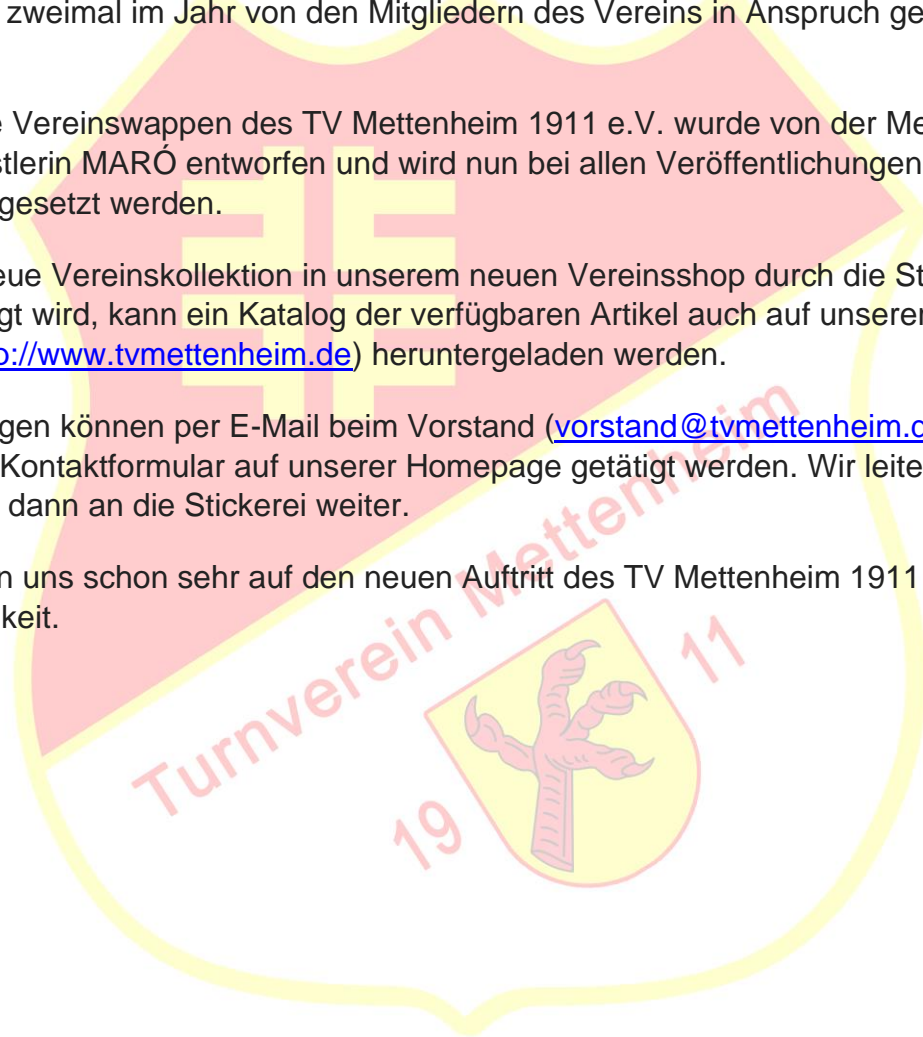 zweimal im Jahr von den Mitgliedern des Vereins in Anspruch ge
e Vereinswappen des TV Mettenheim 1911 e.V. wurde von der Me
stlerin MARÓ entworfen und wird nun bei allen Veröffentlichungen
gesetzt werden.
eue Vereinskollektion in unserem neuen Vereinsshop durch die St
gt wird, kann ein Katalog der verfügbaren Artikel auch auf unserer
p://www.tvmettenheim.de) heruntergeladen werden.
gen können per E-Mail beim Vorstand (vorstand@tvmettenheim.d
Kontaktformular auf unserer Homepage getätigt werden. Wir leite
dann an die Stickerei weiter.
n uns schon sehr auf den neuen Auftritt des TV Mettenheim 1911
keit.
Turnverein Mettenheim
19 11